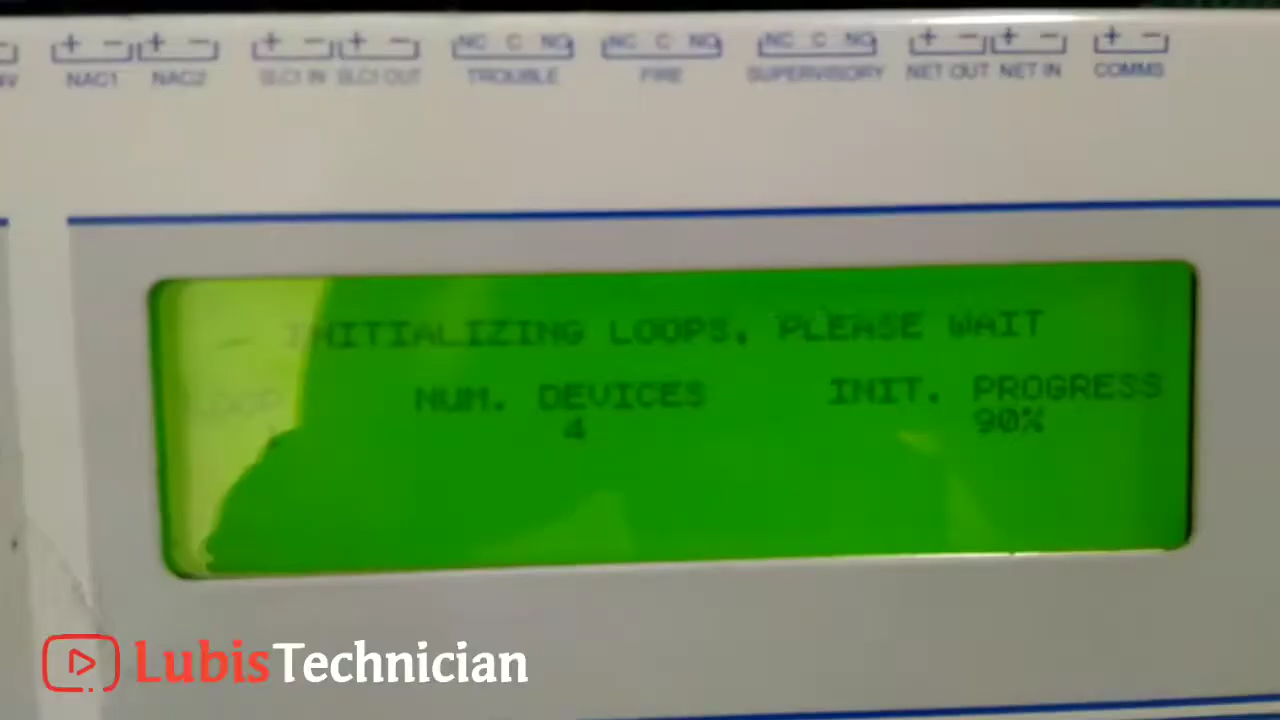 + - + - + - + - NC C NO NC C NO NC C NO + - + - + -
NAC1 NAC2 SLC1 IN SLC1 OUT TROUBLE FIRE SUPERVISORY NET OUT NET IN COMMS
INITIALIZING LOOPS, PLEASE WAIT
LOOP NUM. DEVICES INIT. PROGRESS
4 90%
LubisTechnician